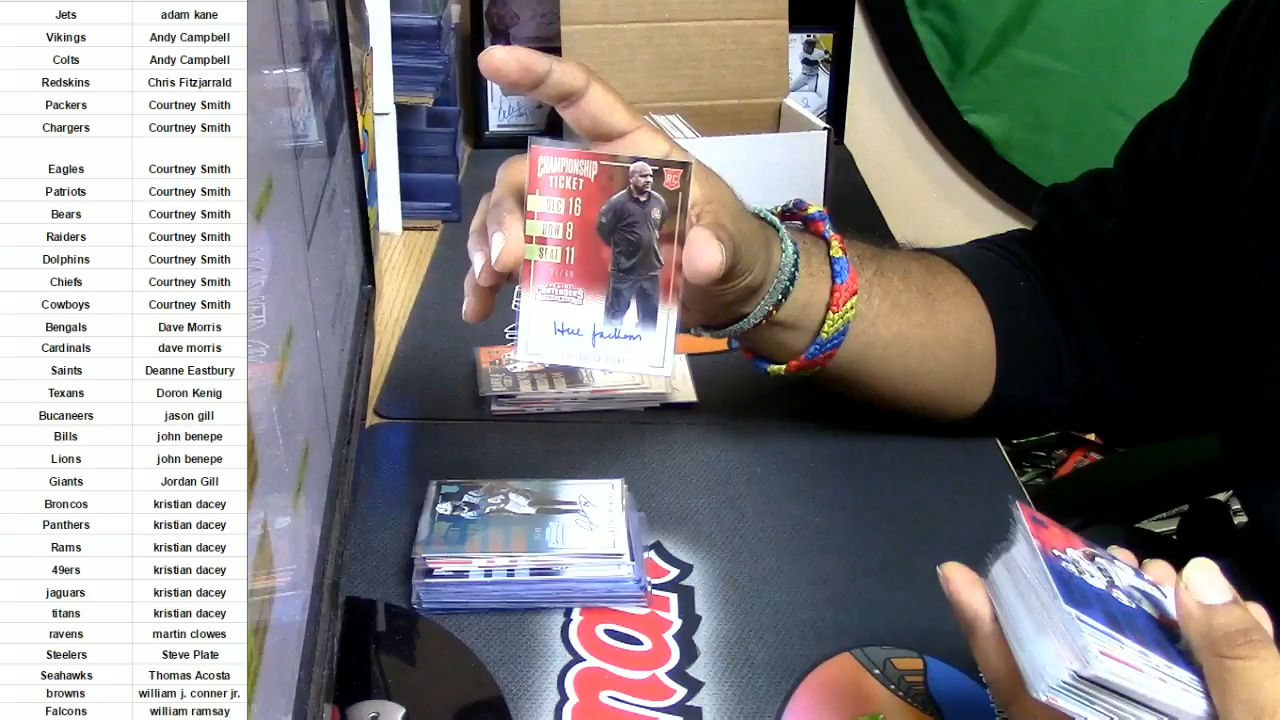 Jets adam kane
Vikings Andy Campbell
Colts Andy Campbell
Redskins Chris Fitzjarrald
Packers Courtney Smith
Chargers Courtney Smith
Eagles Courtney Smith
Patriots Courtney Smith
Bears Courtney Smith
Raiders Courtney Smith
Dolphins Courtney Smith
Chiefs Courtney Smith
Cowboys Courtney Smith
Bengals Dave Morris
Cardinals dave morris
Saints Deanne Eastbury
Texans Doron Kenig
Bucaneers jason gill
Bills john benepe
Lions john benepe
Giants Jordan Gill
Broncos kristian dacey
Panthers kristian dacey
Rams kristian dacey
49ers kristian dacey
jaguars kristian dacey
titans kristian dacey
ravens martin clowes
Steelers Steve Plate
Seahawks Thomas Acosta
browns william j. conner jr.
Falcons william ramsay
CHAMPIONSHIP
TICKET
RC
SEC 16
ROW 8
SEAT 11
CONTENDERS
Hue Jackson